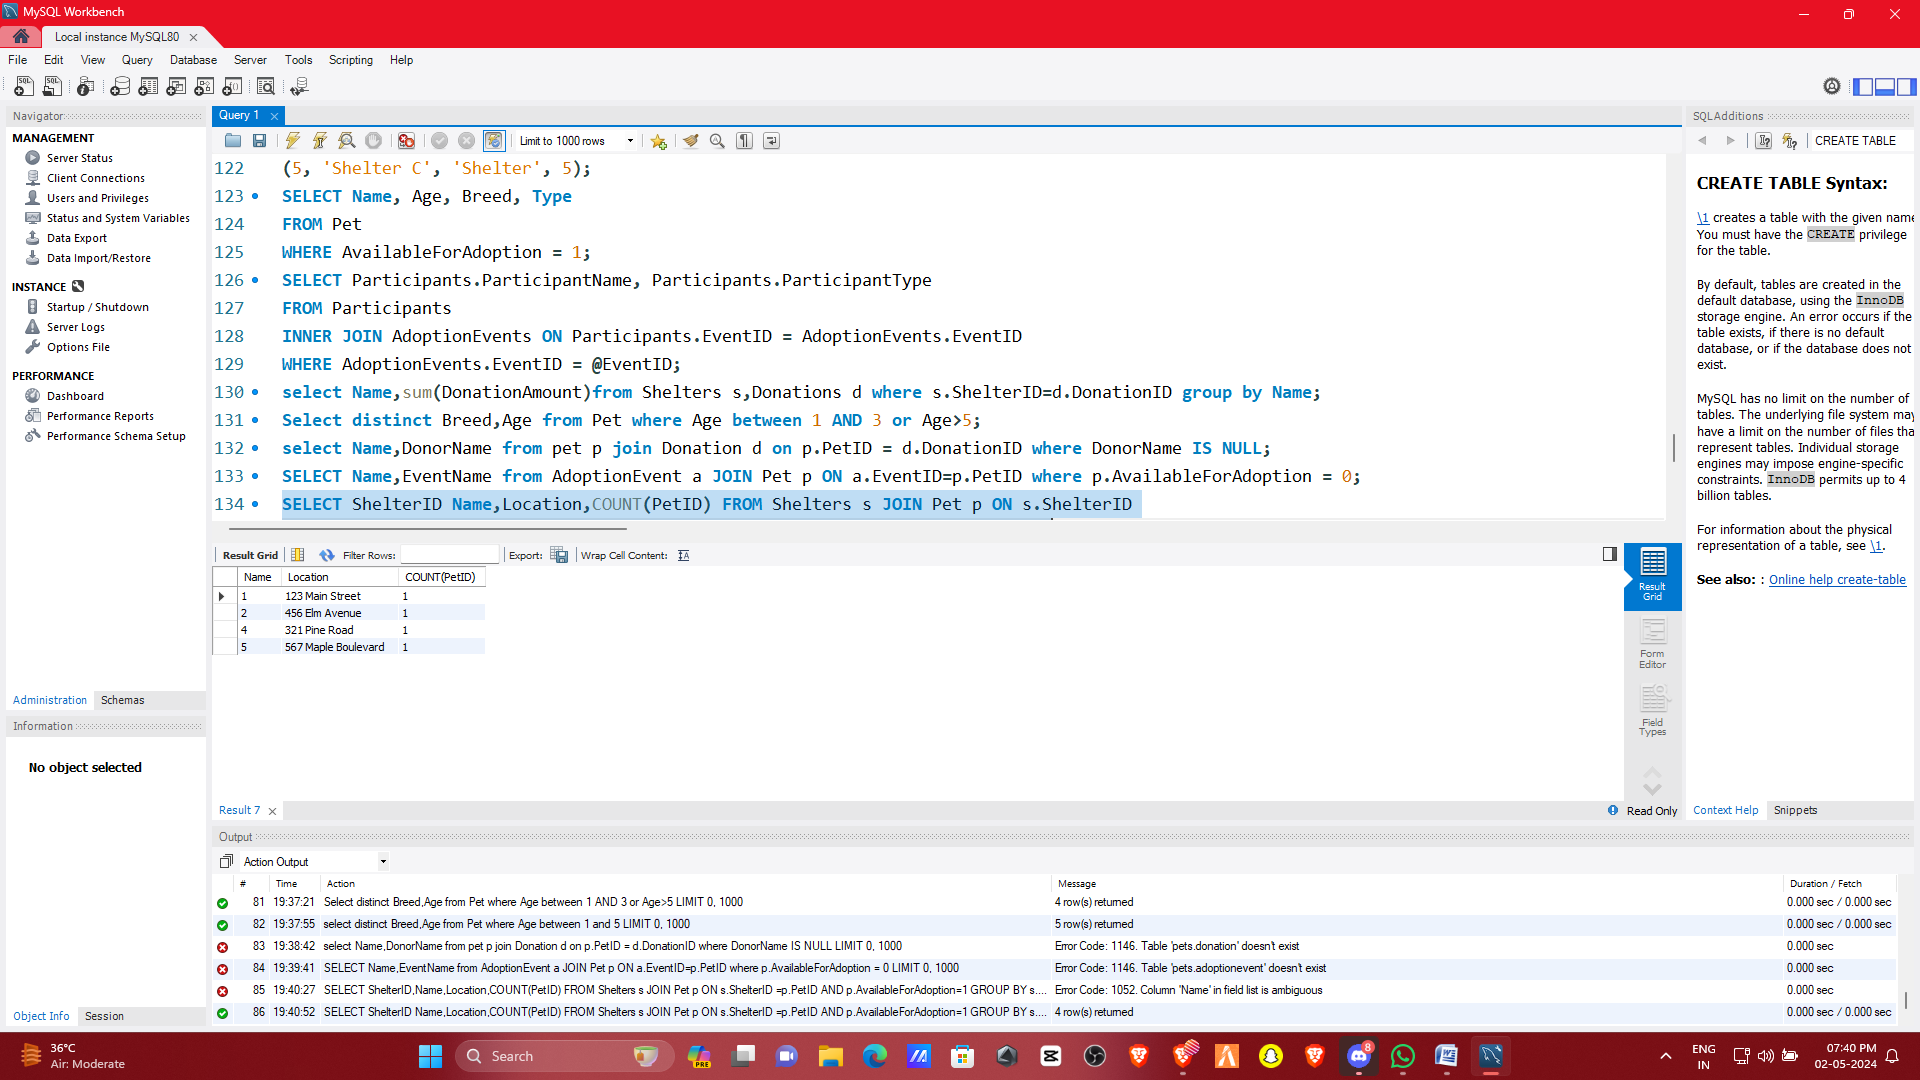 MySQL Workbench
Local instance MySQL80
File Edit View Query Database Server Tools Scripting Help
Navigator
MANAGEMENT
Server Status
Client Connections
Users and Privileges
Status and System Variables
Data Export
Data Import/Restore
INSTANCE
Startup / Shutdown
Server Logs
Options File
PERFORMANCE
Dashboard
Performance Reports
Performance Schema Setup
Administration Schemas
Information
No object selected
Object Info Session
Query 1
Limit to 1000 rows
122 (5, 'Shelter C', 'Shelter', 5);
123 SELECT Name, Age, Breed, Type
124 FROM Pet
125 WHERE AvailableForAdoption = 1;
126 SELECT Participants.ParticipantName, Participants.ParticipantType
127 FROM Participants
128 INNER JOIN AdoptionEvents ON Participants.EventID = AdoptionEvents.EventID
129 WHERE AdoptionEvents.EventID = @EventID;
130 select Name,sum(DonationAmount)from Shelters s,Donations d where s.ShelterID=d.DonationID group by Name;
131 Select distinct Breed,Age from Pet where Age between 1 AND 3 or Age>5;
132 select Name,DonorName from pet p join Donation d on p.PetID = d.DonationID where DonorName IS NULL;
133 SELECT Name,EventName from AdoptionEvent a JOIN Pet p ON a.EventID=p.PetID where p.AvailableForAdoption = 0;
134 SELECT ShelterID Name,Location,COUNT(PetID) FROM Shelters s JOIN Pet p ON s.ShelterID
Result Grid Filter Rows: Export: Wrap Cell Content:
Name Location COUNT(PetID)
1 123 Main Street 1
2 456 Elm Avenue 1
4 321 Pine Road 1
5 567 Maple Boulevard 1
Result Grid
Form Editor
Field Types
Result 7
Read Only
Output
Action Output
# Time Action Message Duration / Fetch
81 19:37:21 Select distinct Breed,Age from Pet where Age between 1 AND 3 or Age>5 LIMIT 0, 1000 4 row(s) returned 0.000 sec / 0.000 sec
82 19:37:55 select distinct Breed,Age from Pet where Age between 1 and 5 LIMIT 0, 1000 5 row(s) returned 0.000 sec / 0.000 sec
83 19:38:42 select Name,DonorName from pet p join Donation d on p.PetID = d.DonationID where DonorName IS NULL LIMIT 0, 1000 Error Code: 1146. Table 'pets.donation' doesn't exist 0.000 sec
84 19:39:41 SELECT Name,EventName from AdoptionEvent a JOIN Pet p ON a.EventID=p.PetID where p.AvailableForAdoption = 0 LIMIT 0, 1000 Error Code: 1146. Table 'pets.adoptionevent' doesn't exist 0.000 sec
85 19:40:27 SELECT ShelterID,Name,Location,COUNT(PetID) FROM Shelters s JOIN Pet p ON s.ShelterID =p.PetID AND p.AvailableForAdoption=1 GROUP BY s.... Error Code: 1052. Column 'Name' in field list is ambiguous 0.000 sec
86 19:40:52 SELECT ShelterID Name,Location,COUNT(PetID) FROM Shelters s JOIN Pet p ON s.ShelterID =p.PetID AND p.AvailableForAdoption=1 GROUP BY s.... 4 row(s) returned 0.000 sec / 0.000 sec
SQLAdditions
CREATE TABLE
CREATE TABLE Syntax:
\1 creates a table with the given name
You must have the CREATE privilege
for the table.
By default, tables are created in the
default database, using the InnoDB
storage engine. An error occurs if the
table exists, if there is no default
database, or if the database does not
exist.
MySQL has no limit on the number of
tables. The underlying file system may
have a limit on the number of files tha
represent tables. Individual storage
engines may impose engine-specific
constraints. InnoDB permits up to 4
billion tables.
For information about the physical
representation of a table, see \1.
See also: : Online help create-table
Context Help Snippets
36°C
Air: Moderate
Search
PRE
8
ENG
IN
07:40 PM
02-05-2024